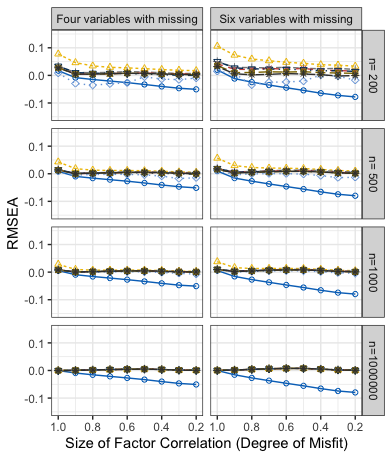 Four variables with missing
Six variables with missing
0.1
0.0
-0.1
n= 200
0.1
0.0
-0.1
n= 500
0.1
0.0
-0.1
n=1000
0.1
0.0
-0.1
n=1000000
RMSEA
1.0 0.8 0.6 0.4 0.2
1.0 0.8 0.6 0.4 0.2
Size of Factor Correlation (Degree of Misfit)